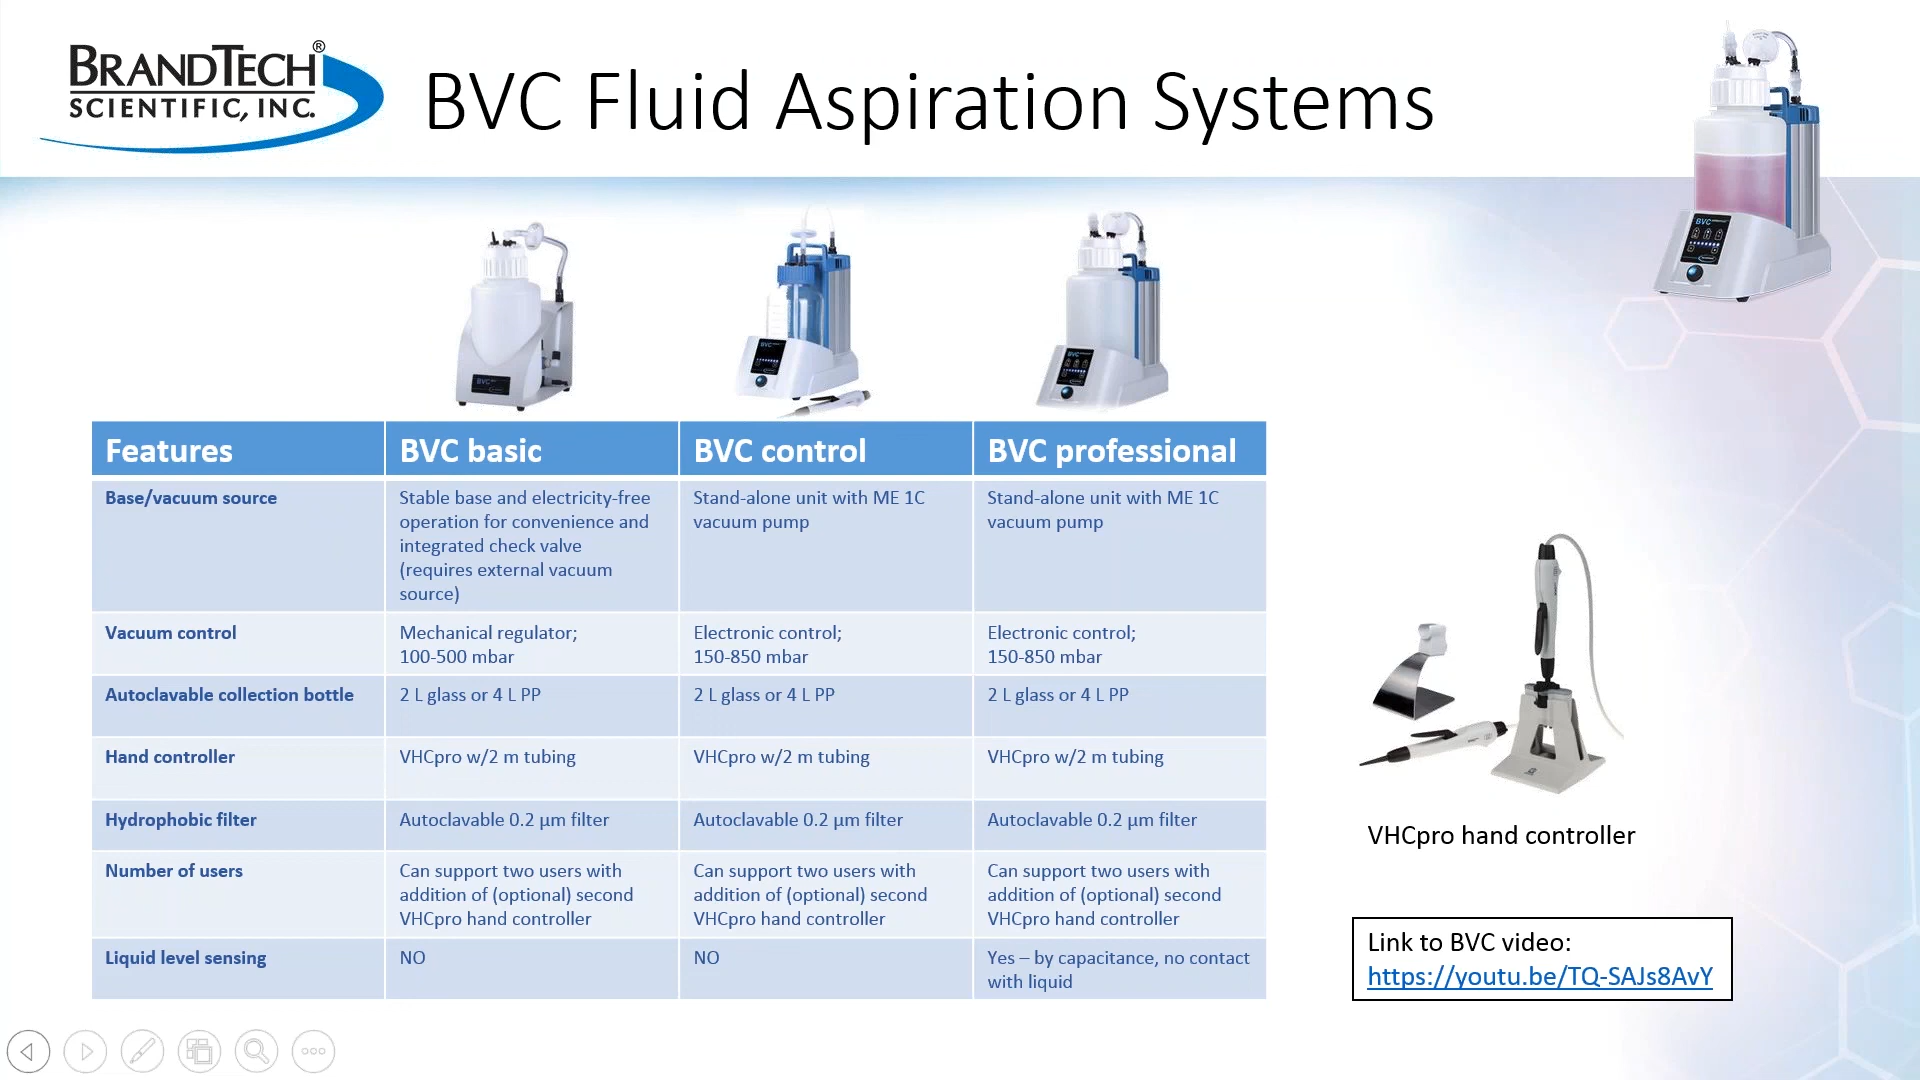 BRANDTECH®
SCIENTIFIC, INC.
BVC Fluid Aspiration Systems
BVC
BVC
BVC
BVC
Features
BVC basic
BVC control
BVC professional
Base/vacuum source
Stable base and electricity-free
operation for convenience and
integrated check valve
(requires external vacuum
source)
Stand-alone unit with ME 1C
vacuum pump
Stand-alone unit with ME 1C
vacuum pump
Vacuum control
Mechanical regulator;
100-500 mbar
Electronic control;
150-850 mbar
Electronic control;
150-850 mbar
Autoclavable collection bottle
2 L glass or 4 L PP
2 L glass or 4 L PP
2 L glass or 4 L PP
Hand controller
VHCpro w/2 m tubing
VHCpro w/2 m tubing
VHCpro w/2 m tubing
Hydrophobic filter
Autoclavable 0.2 µm filter
Autoclavable 0.2 µm filter
Autoclavable 0.2 µm filter
Number of users
Can support two users with
addition of (optional) second
VHCpro hand controller
Can support two users with
addition of (optional) second
VHCpro hand controller
Can support two users with
addition of (optional) second
VHCpro hand controller
Liquid level sensing
NO
NO
Yes – by capacitance, no contact
with liquid
VHCpro hand controller
Link to BVC video:
https://youtu.be/TQ-SAJs8AvY